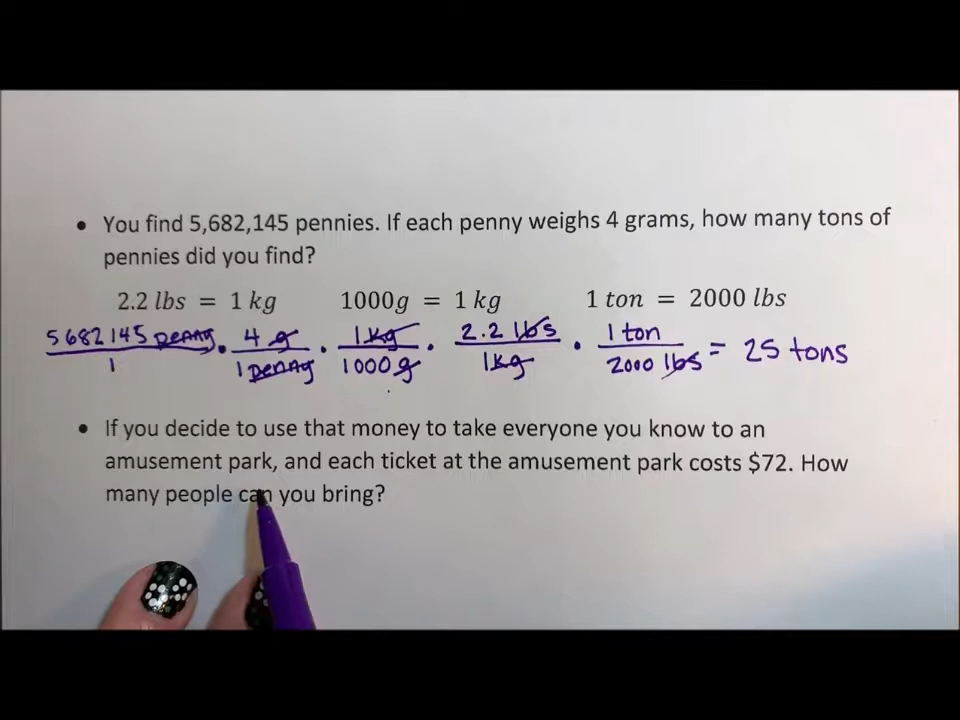 • You find 5,682,145 pennies. If each penny weighs 4 grams, how many tons of
pennies did you find?
2.2 lbs = 1 kg 1000g = 1 kg 1 ton = 2000 lbs
5682145 penny/1 · 4 g/1 penny · 1kg/1000 g · 2.2 lbs/1kg · 1 ton/2000 lbs = 25 tons
• If you decide to use that money to take everyone you know to an
amusement park, and each ticket at the amusement park costs $72. How
many people can you bring?